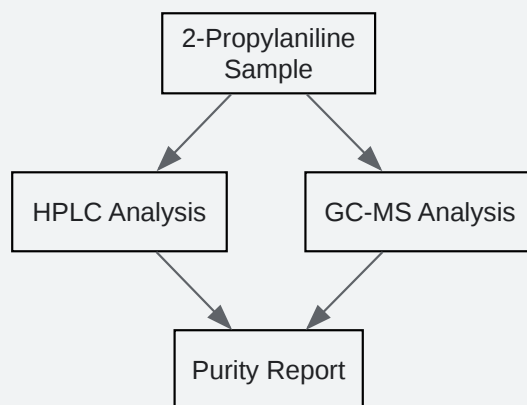 2-Propylaniline
Sample
HPLC Analysis
GC-MS Analysis
Purity Report